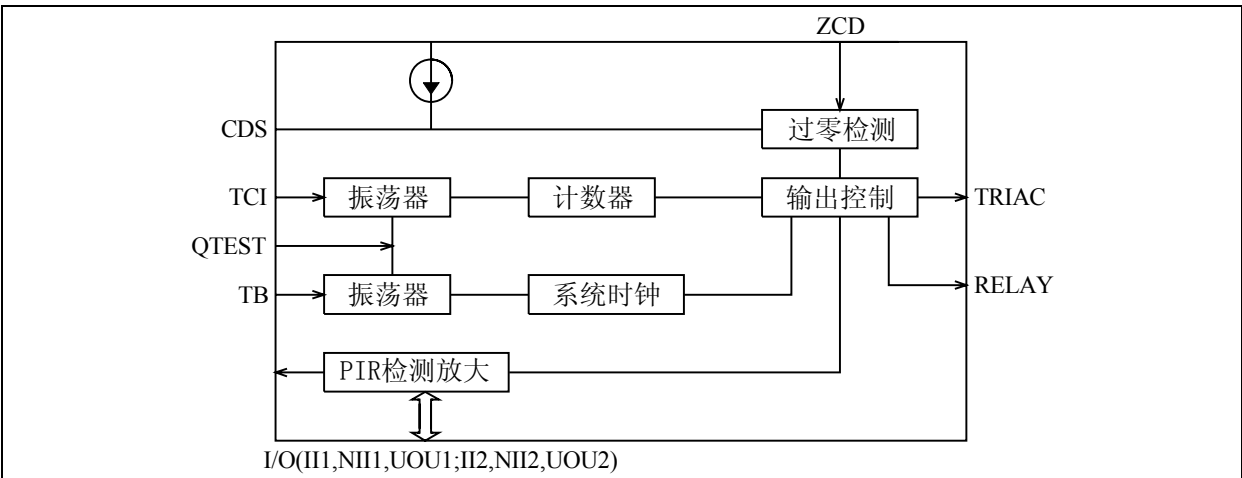 ZCD
CDS
过零检测
TCI
振荡器
计数器
输出控制
TRIAC
QTEST
TB
振荡器
系统时钟
RELAY
PIR检测放大
I/O(II1,NII1,UOU1;II2,NII2,UOU2)